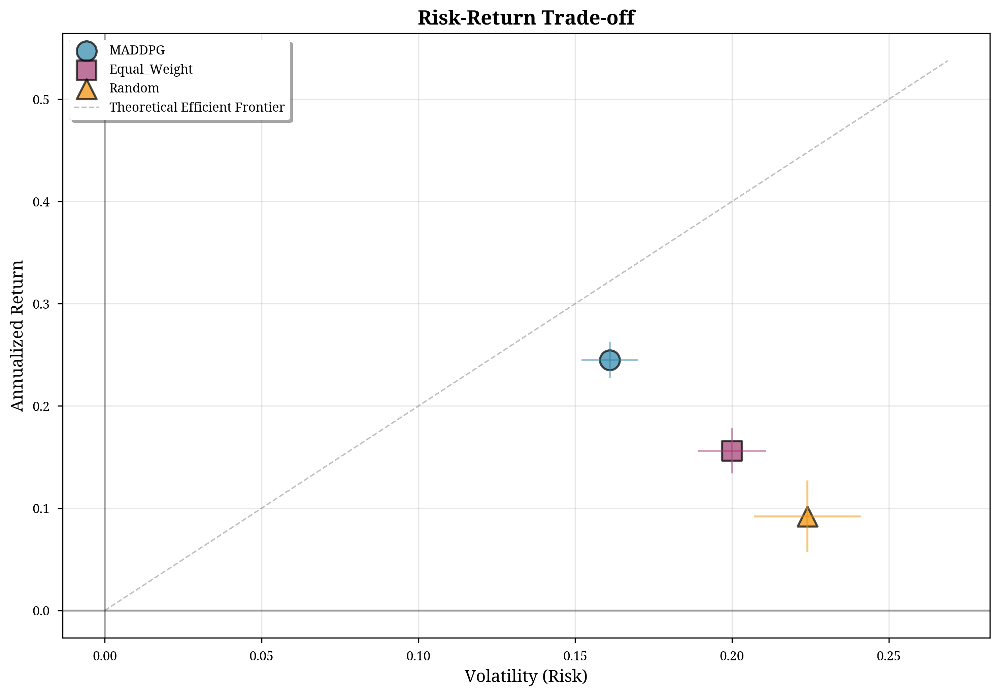 Risk-Return Trade-off
MADDPG
Equal_Weight
Random
Theoretical Efficient Frontier
Annualized Return
0.5
0.4
0.3
0.2
0.1
0.0
0.00 0.05 0.10 0.15 0.20 0.25
Volatility (Risk)